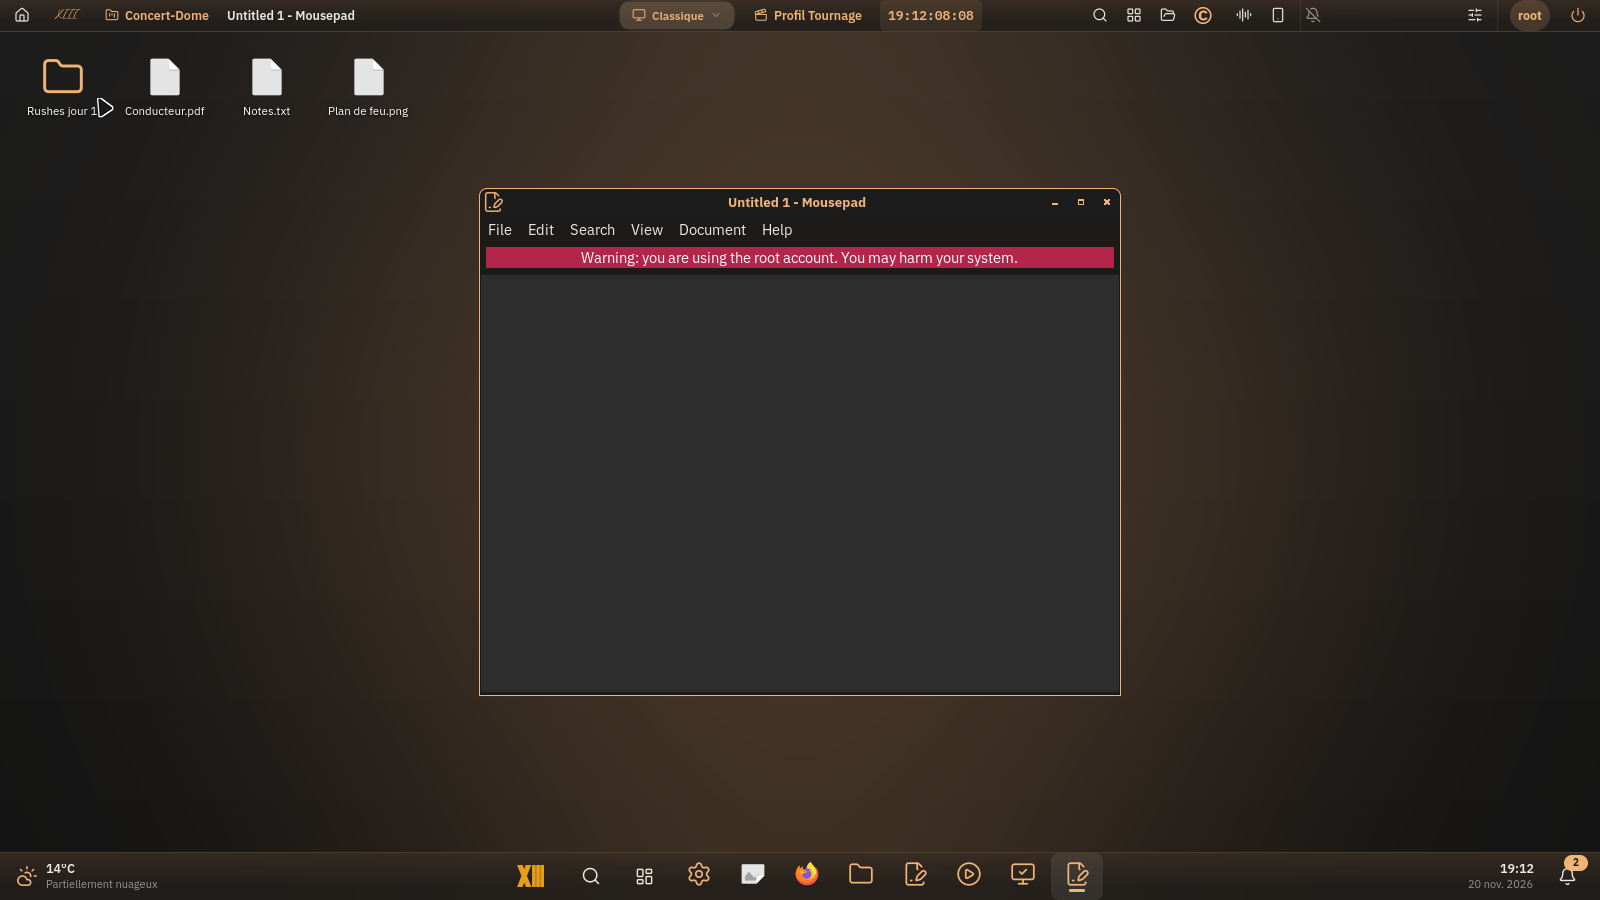 Concert-Dome
Untitled 1 - Mousepad
Classique
Profil Tournage
19:12:08:08
root
Rushes jour 1
Conducteur.pdf
Notes.txt
Plan de feu.png
Untitled 1 - Mousepad
File Edit Search View Document Help
Warning: you are using the root account. You may harm your system.
14°C
Partiellement nuageux
XIII
19:12
20 nov. 2026
2